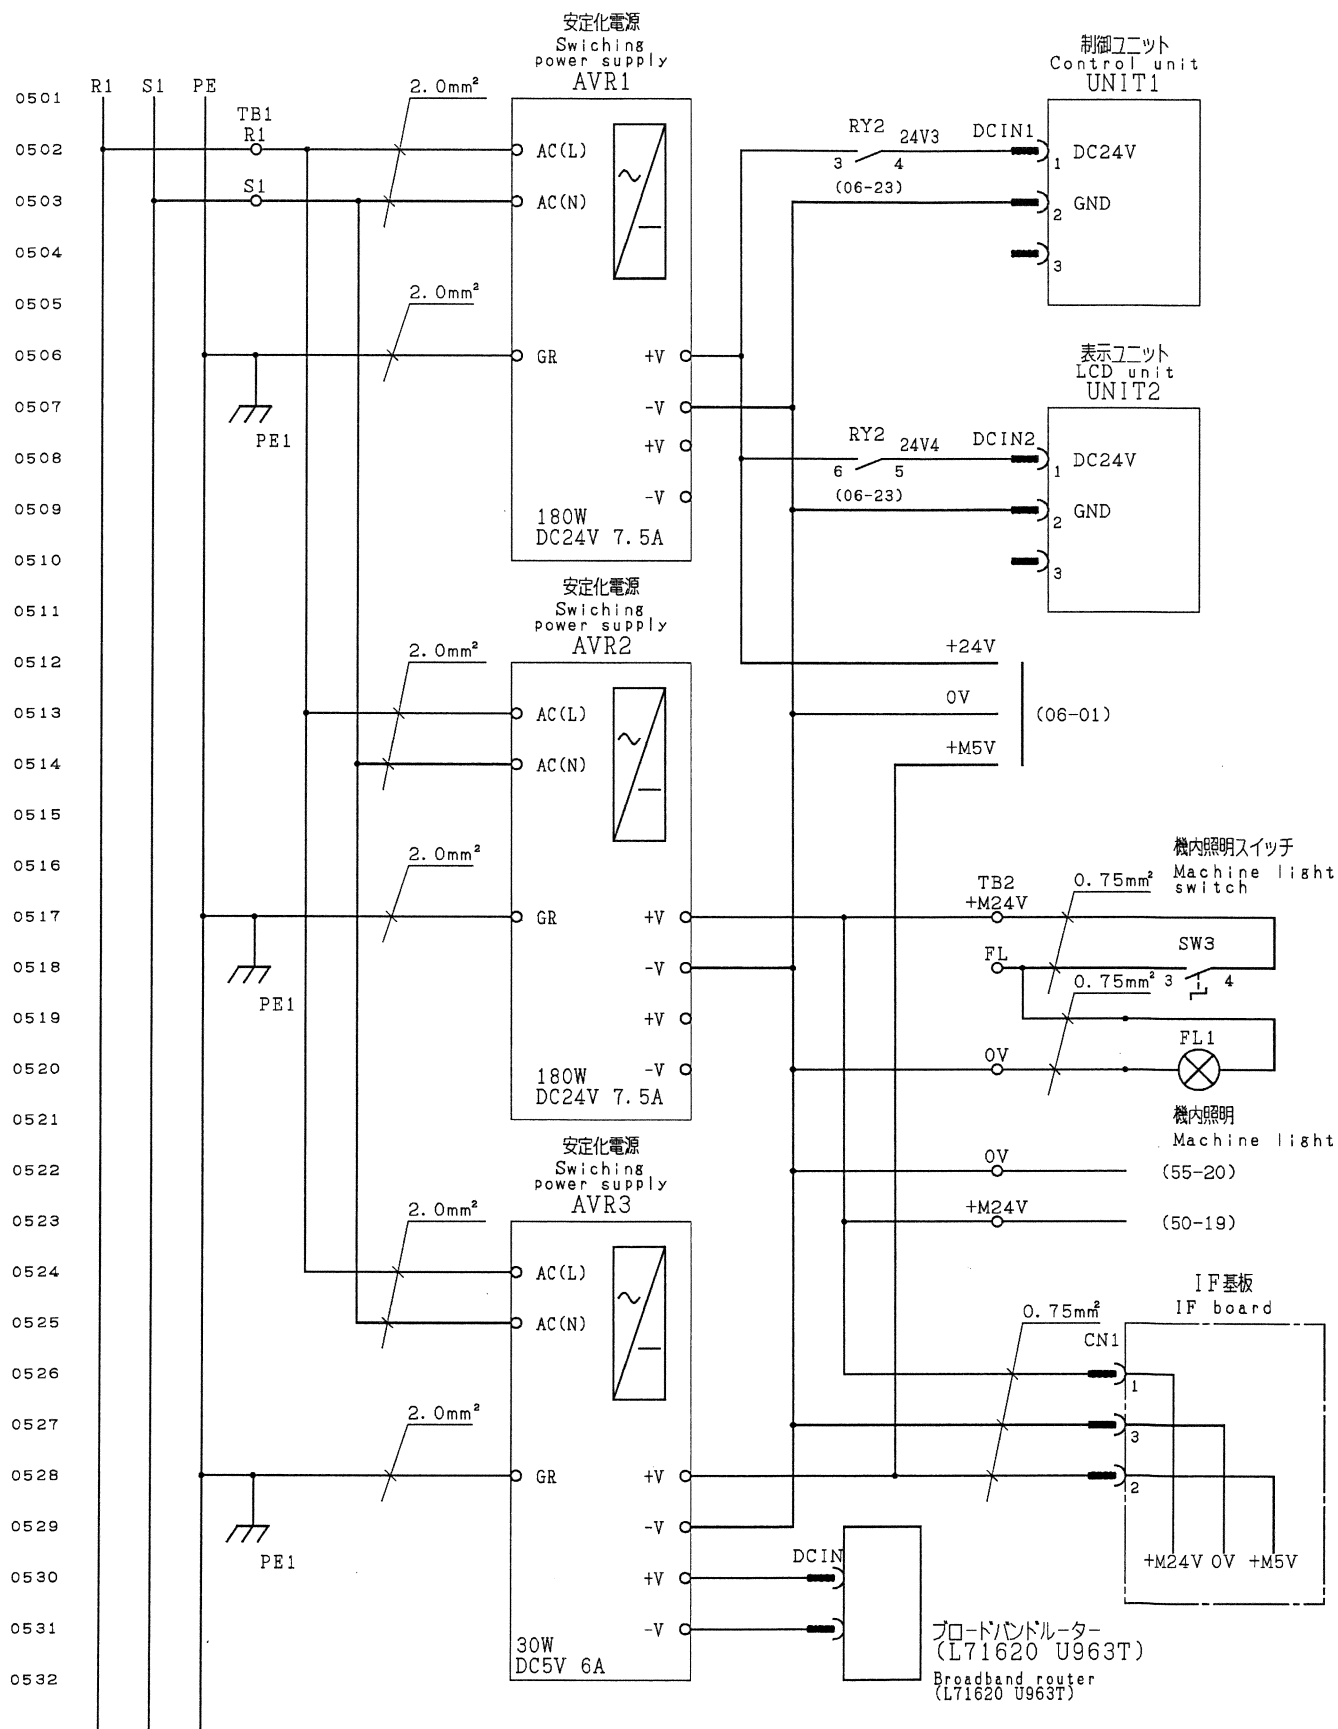 安定化電源
Swiching
power supply
AVR1
制御ユニット
Control unit
UNIT1
0501
R1
S1
PE
2.0mm²
TB1
R1
0502
AC(L)
RY2
24V3
DCIN1
3
4
1
DC24V
S1
0503
AC(N)
(06-23)
2
GND
0504
3
0505
2.0mm²
0506
GR
+V
表示ユニット
LCD unit
UNIT2
0507
-V
PE1
+V
RY2
24V4
DCIN2
0508
6
5
1
DC24V
-V
(06-23)
0509
2
GND
180W
DC24V 7.5A
0510
3
安定化電源
Swiching
power supply
AVR2
0511
0512
2.0mm²
+24V
0513
AC(L)
0V
(06-01)
0514
AC(N)
+M5V
0515
0516
2.0mm²
機内照明スイッチ
Machine light
switch
0.75mm²
TB2
+M24V
0517
GR
+V
0518
-V
FL
SW3
3
4
PE1
0.75mm²
0519
+V
FL1
0520
-V
0V
180W
DC24V 7.5A
0521
機内照明
Machine light
安定化電源
Swiching
power supply
AVR3
0522
0V
(55-20)
0523
2.0mm²
+M24V
(50-19)
0524
AC(L)
IF基板
IF board
0525
AC(N)
0.75mm²
CN1
0526
1
0527
2.0mm²
3
0528
GR
+V
2
0529
-V
PE1
DCIN
+M24V 0V +M5V
0530
+V
0531
-V
ブロードバンドルーター
(L71620 U963T)
Broadband router
(L71620 U963T)
30W
DC5V 6A
0532